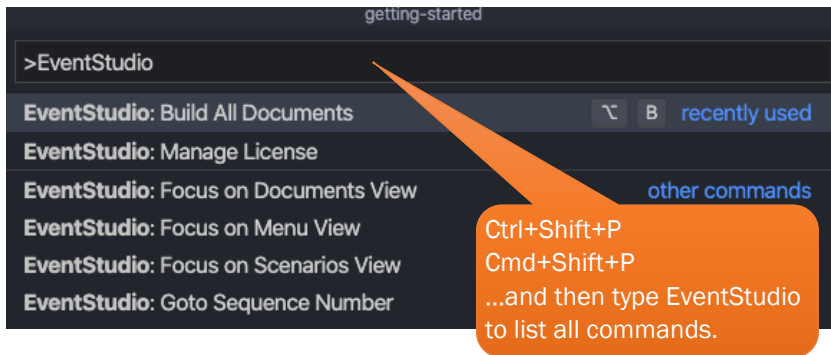 getting-started
>EventStudio
EventStudio: Build All Documents ⌥ B recently used
EventStudio: Manage License
EventStudio: Focus on Documents View other commands
EventStudio: Focus on Menu View
EventStudio: Focus on Scenarios View
EventStudio: Goto Sequence Number
Ctrl+Shift+P
Cmd+Shift+P
...and then type EventStudio
to list all commands.